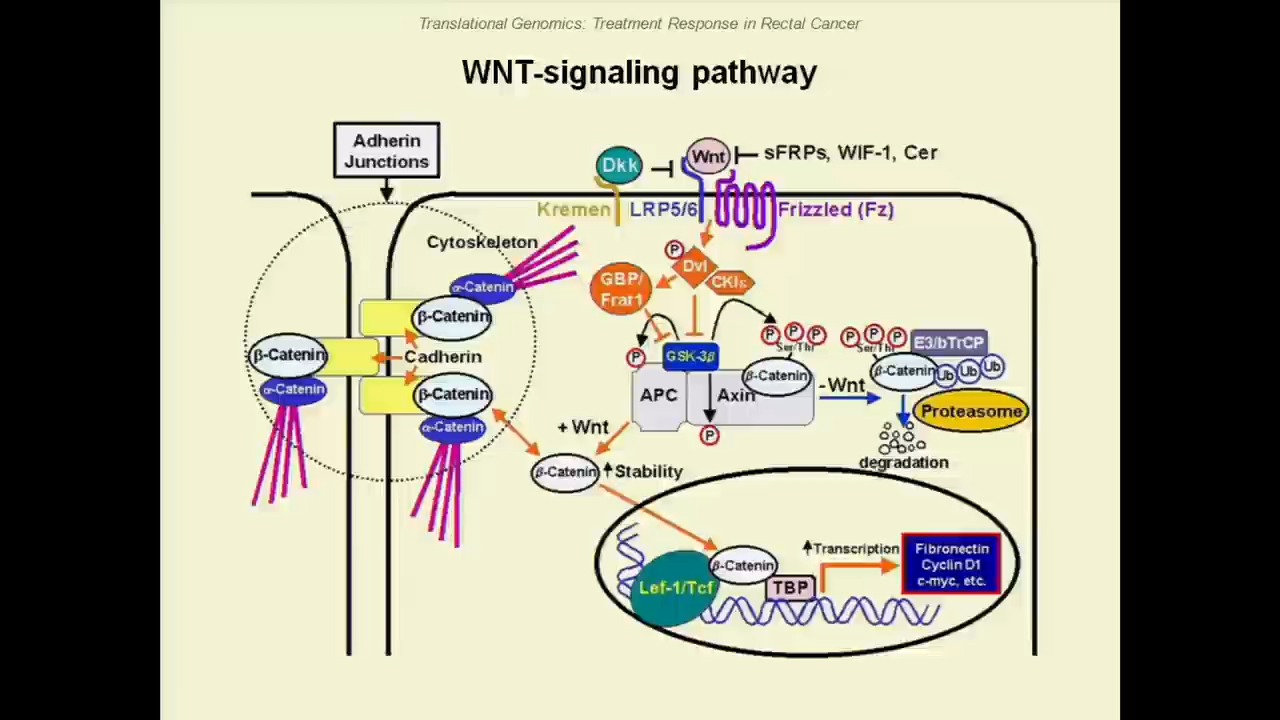 Translational Genomics: Treatment Response in Rectal Cancer
WNT-signaling pathway
Adherin
Junctions
Dkk
Wnt
sFRPs, WIF-1, Cer
Kremen
LRP5/6
Frizzled (Fz)
Cytoskeleton
P
Dvl
CKIε
GBP/
Frat1
α-Catenin
β-Catenin
β-Catenin
α-Catenin
Cadherin
β-Catenin
α-Catenin
P
GSK-3β
P P P
Ser/Thr
β-Catenin
APC
Axin
P
-Wnt
P P P
Ser/Thr
E3/bTrCP
β-Catenin
Ub Ub Ub
Proteasome
degradation
+ Wnt
β-Catenin
Stability
β-Catenin
Lef-1/Tcf
TBP
Transcription
Fibronectin
Cyclin D1
c-myc, etc.